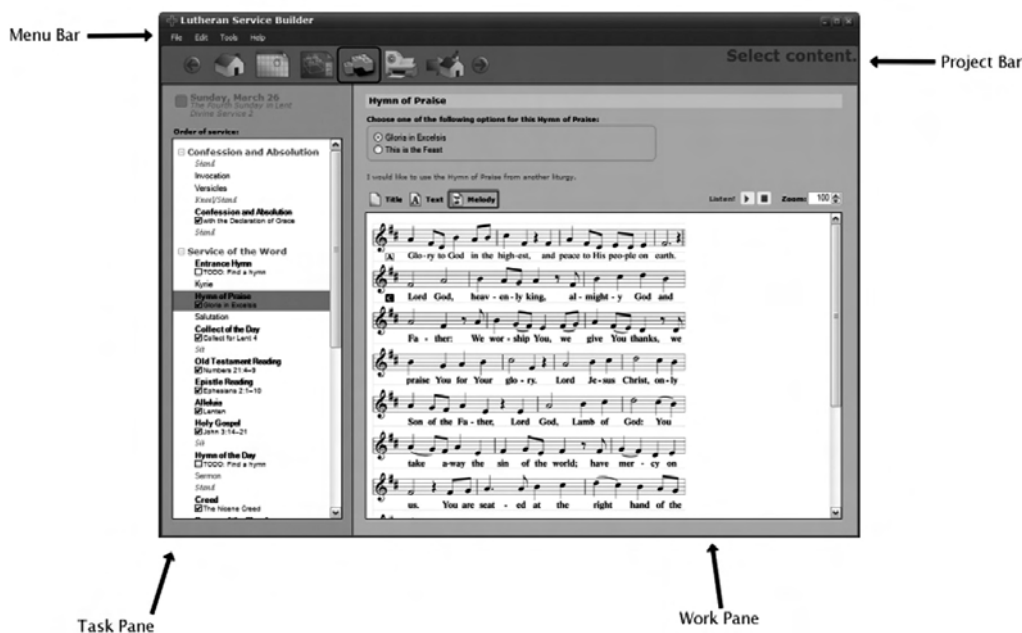 Lutheran Service Builder
Menu Bar
File Edit Tools Help
Select content.
Project Bar
Sunday, March 26
The Fourth Sunday in Lent
Divine Service 2
Order of service:
Confession and Absolution
Stand
Invocation
Versicles
Kneel/Stand
Confession and Absolution
with the Declaration of Grace
Stand
Service of the Word
Entrance Hymn
TODO: Find a hymn
Kyrie
Hymn of Praise
Gloria in Excelsis
Salutation
Collect of the Day
Collect for Lent 4
Sit
Old Testament Reading
Numbers 21:4-9
Epistle Reading
Ephesians 2:1-10
Alleluia
Lenten
Holy Gospel
John 3:14-21
Sit
Hymn of the Day
TODO: Find a hymn
Sermon
Stand
Creed
The Nicene Creed
Hymn of Praise
Choose one of the following options for this Hymn of Praise:
Gloria in Excelsis
This is the Feast
I would like to use the Hymn of Praise from another liturgy.
Title A Text Melody Listen! Zoom: 100
A Glo-ry to God in the high-est, and peace to His peo-ple on earth.
C Lord God, heav-en-ly king, al-might-y God and
Fa-ther: We wor-ship You, we give You thanks, we
praise You for Your glo-ry. Lord Je-sus Christ, on-ly
Son of the Fa-ther, Lord God, Lamb of God: You
take a-way the sin of the world; have mer-cy on
us. You are seat-ed at the right hand of the
Task Pane
Work Pane